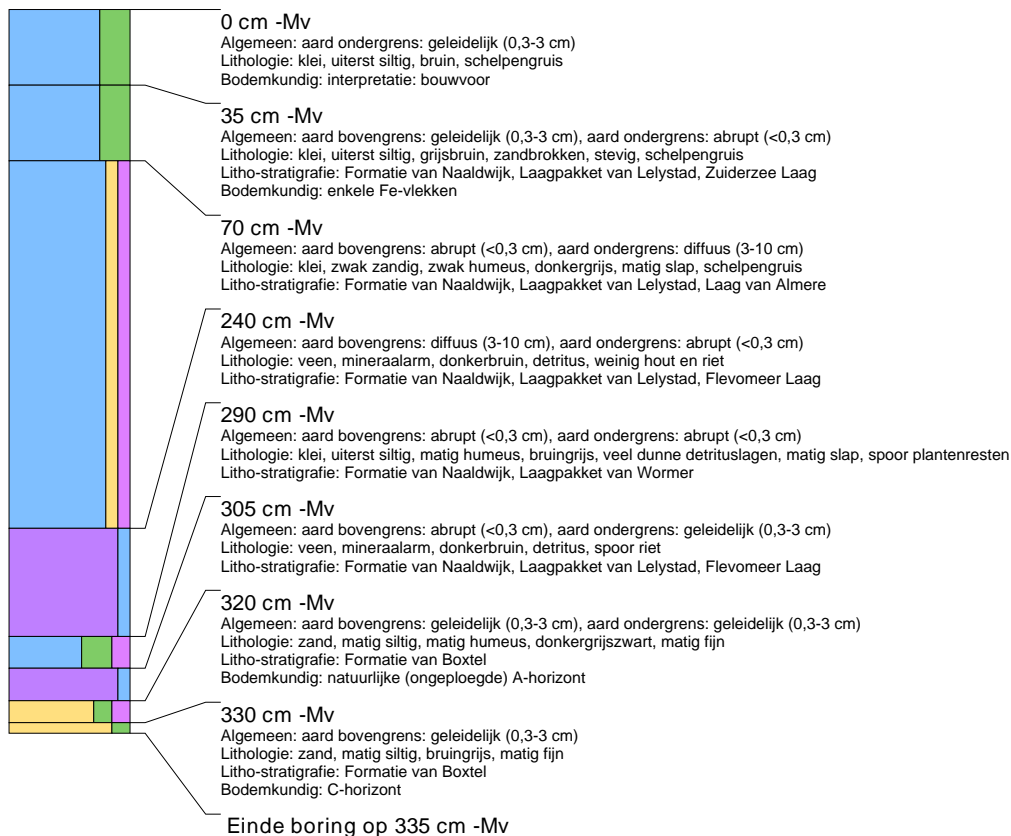 0 cm -Mv
Algemeen: aard ondergrens: geleidelijk (0,3-3 cm)
Lithologie: klei, uiterst siltig, bruin, schelpengruis
Bodemkundig: interpretatie: bouwvoor
35 cm -Mv
Algemeen: aard bovengrens: geleidelijk (0,3-3 cm), aard ondergrens: abrupt (<0,3 cm)
Lithologie: klei, uiterst siltig, grijsbruin, zandbrokken, stevig, schelpengruis
Litho-stratigrafie: Formatie van Naaldwijk, Laagpakket van Lelystad, Zuiderzee Laag
Bodemkundig: enkele Fe-vlekken
70 cm -Mv
Algemeen: aard bovengrens: abrupt (<0,3 cm), aard ondergrens: diffuus (3-10 cm)
Lithologie: klei, zwak zandig, zwak humeus, donkergrijs, matig slap, schelpengruis
Litho-stratigrafie: Formatie van Naaldwijk, Laagpakket van Lelystad, Laag van Almere
240 cm -Mv
Algemeen: aard bovengrens: diffuus (3-10 cm), aard ondergrens: abrupt (<0,3 cm)
Lithologie: veen, mineraalarm, donkerbruin, detritus, weinig hout en riet
Litho-stratigrafie: Formatie van Naaldwijk, Laagpakket van Lelystad, Flevomeer Laag
290 cm -Mv
Algemeen: aard bovengrens: abrupt (<0,3 cm), aard ondergrens: abrupt (<0,3 cm)
Lithologie: klei, uiterst siltig, matig humeus, bruingrijs, veel dunne detrituslagen, matig slap, spoor plantenresten
Litho-stratigrafie: Formatie van Naaldwijk, Laagpakket van Wormer
305 cm -Mv
Algemeen: aard bovengrens: abrupt (<0,3 cm), aard ondergrens: geleidelijk (0,3-3 cm)
Lithologie: veen, mineraalarm, donkerbruin, detritus, spoor riet
Litho-stratigrafie: Formatie van Naaldwijk, Laagpakket van Lelystad, Flevomeer Laag
320 cm -Mv
Algemeen: aard bovengrens: geleidelijk (0,3-3 cm), aard ondergrens: geleidelijk (0,3-3 cm)
Lithologie: zand, matig siltig, matig humeus, donkergrijszwart, matig fijn
Litho-stratigrafie: Formatie van Boxtel
Bodemkundig: natuurlijke (ongeploegde) A-horizont
330 cm -Mv
Algemeen: aard bovengrens: geleidelijk (0,3-3 cm)
Lithologie: zand, matig siltig, bruingrijs, matig fijn
Litho-stratigrafie: Formatie van Boxtel
Bodemkundig: C-horizont
Einde boring op 335 cm -Mv